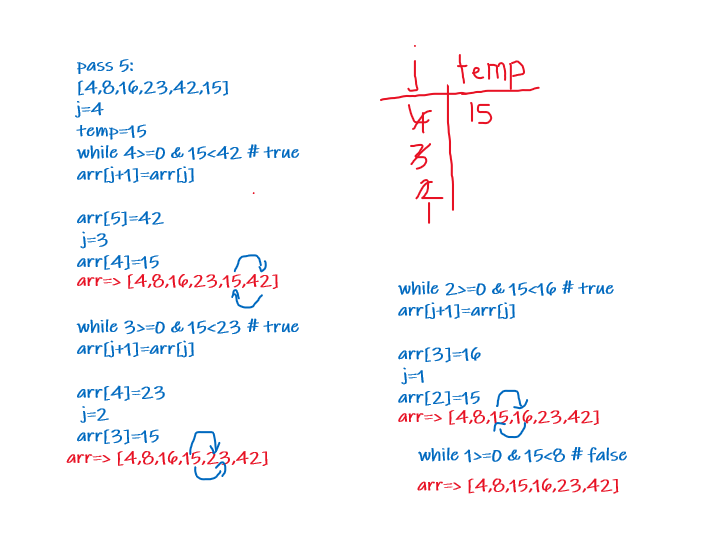 pass 5:
[4,8,16,23,42,15]
j=4
temp=15
while 4>=0 & 15<42 # true
arr[j+1]=arr[j]
arr[5]=42
j=3
arr[4]=15
arr=> [4,8,16,23,15,42]
while 3>=0 & 15<23 # true
arr[j+1]=arr[j]
arr[4]=23
j=2
arr[3]=15
arr=> [4,8,16,15,23,42]
j temp
4 15
3
2
1
while 2>=0 & 15<16 # true
arr[j+1]=arr[j]
arr[3]=16
j=1
arr[2]=15
arr=> [4,8,15,16,23,42]
while 1>=0 & 15<8 # false
arr=> [4,8,15,16,23,42]